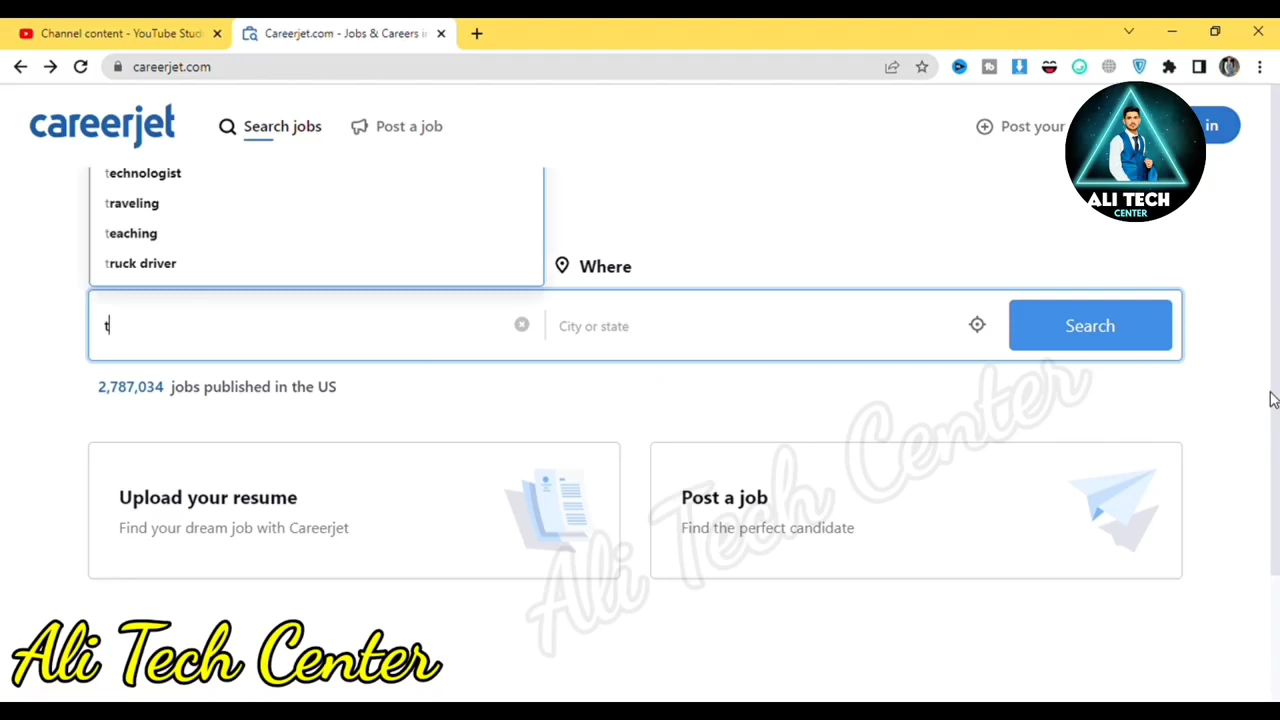 Channel content - YouTube Stud
Careerjet.com - Jobs & Careers in
careerjet.com
careerjet
Search jobs
Post a job
Post your
in
ALI TECH
CENTER
technologist
traveling
teaching
truck driver
Where
t
City or state
Search
2,787,034 jobs published in the US
Upload your resume
Find your dream job with Careerjet
Post a job
Find the perfect candidate
Ali Tech Center
Ali Tech Center